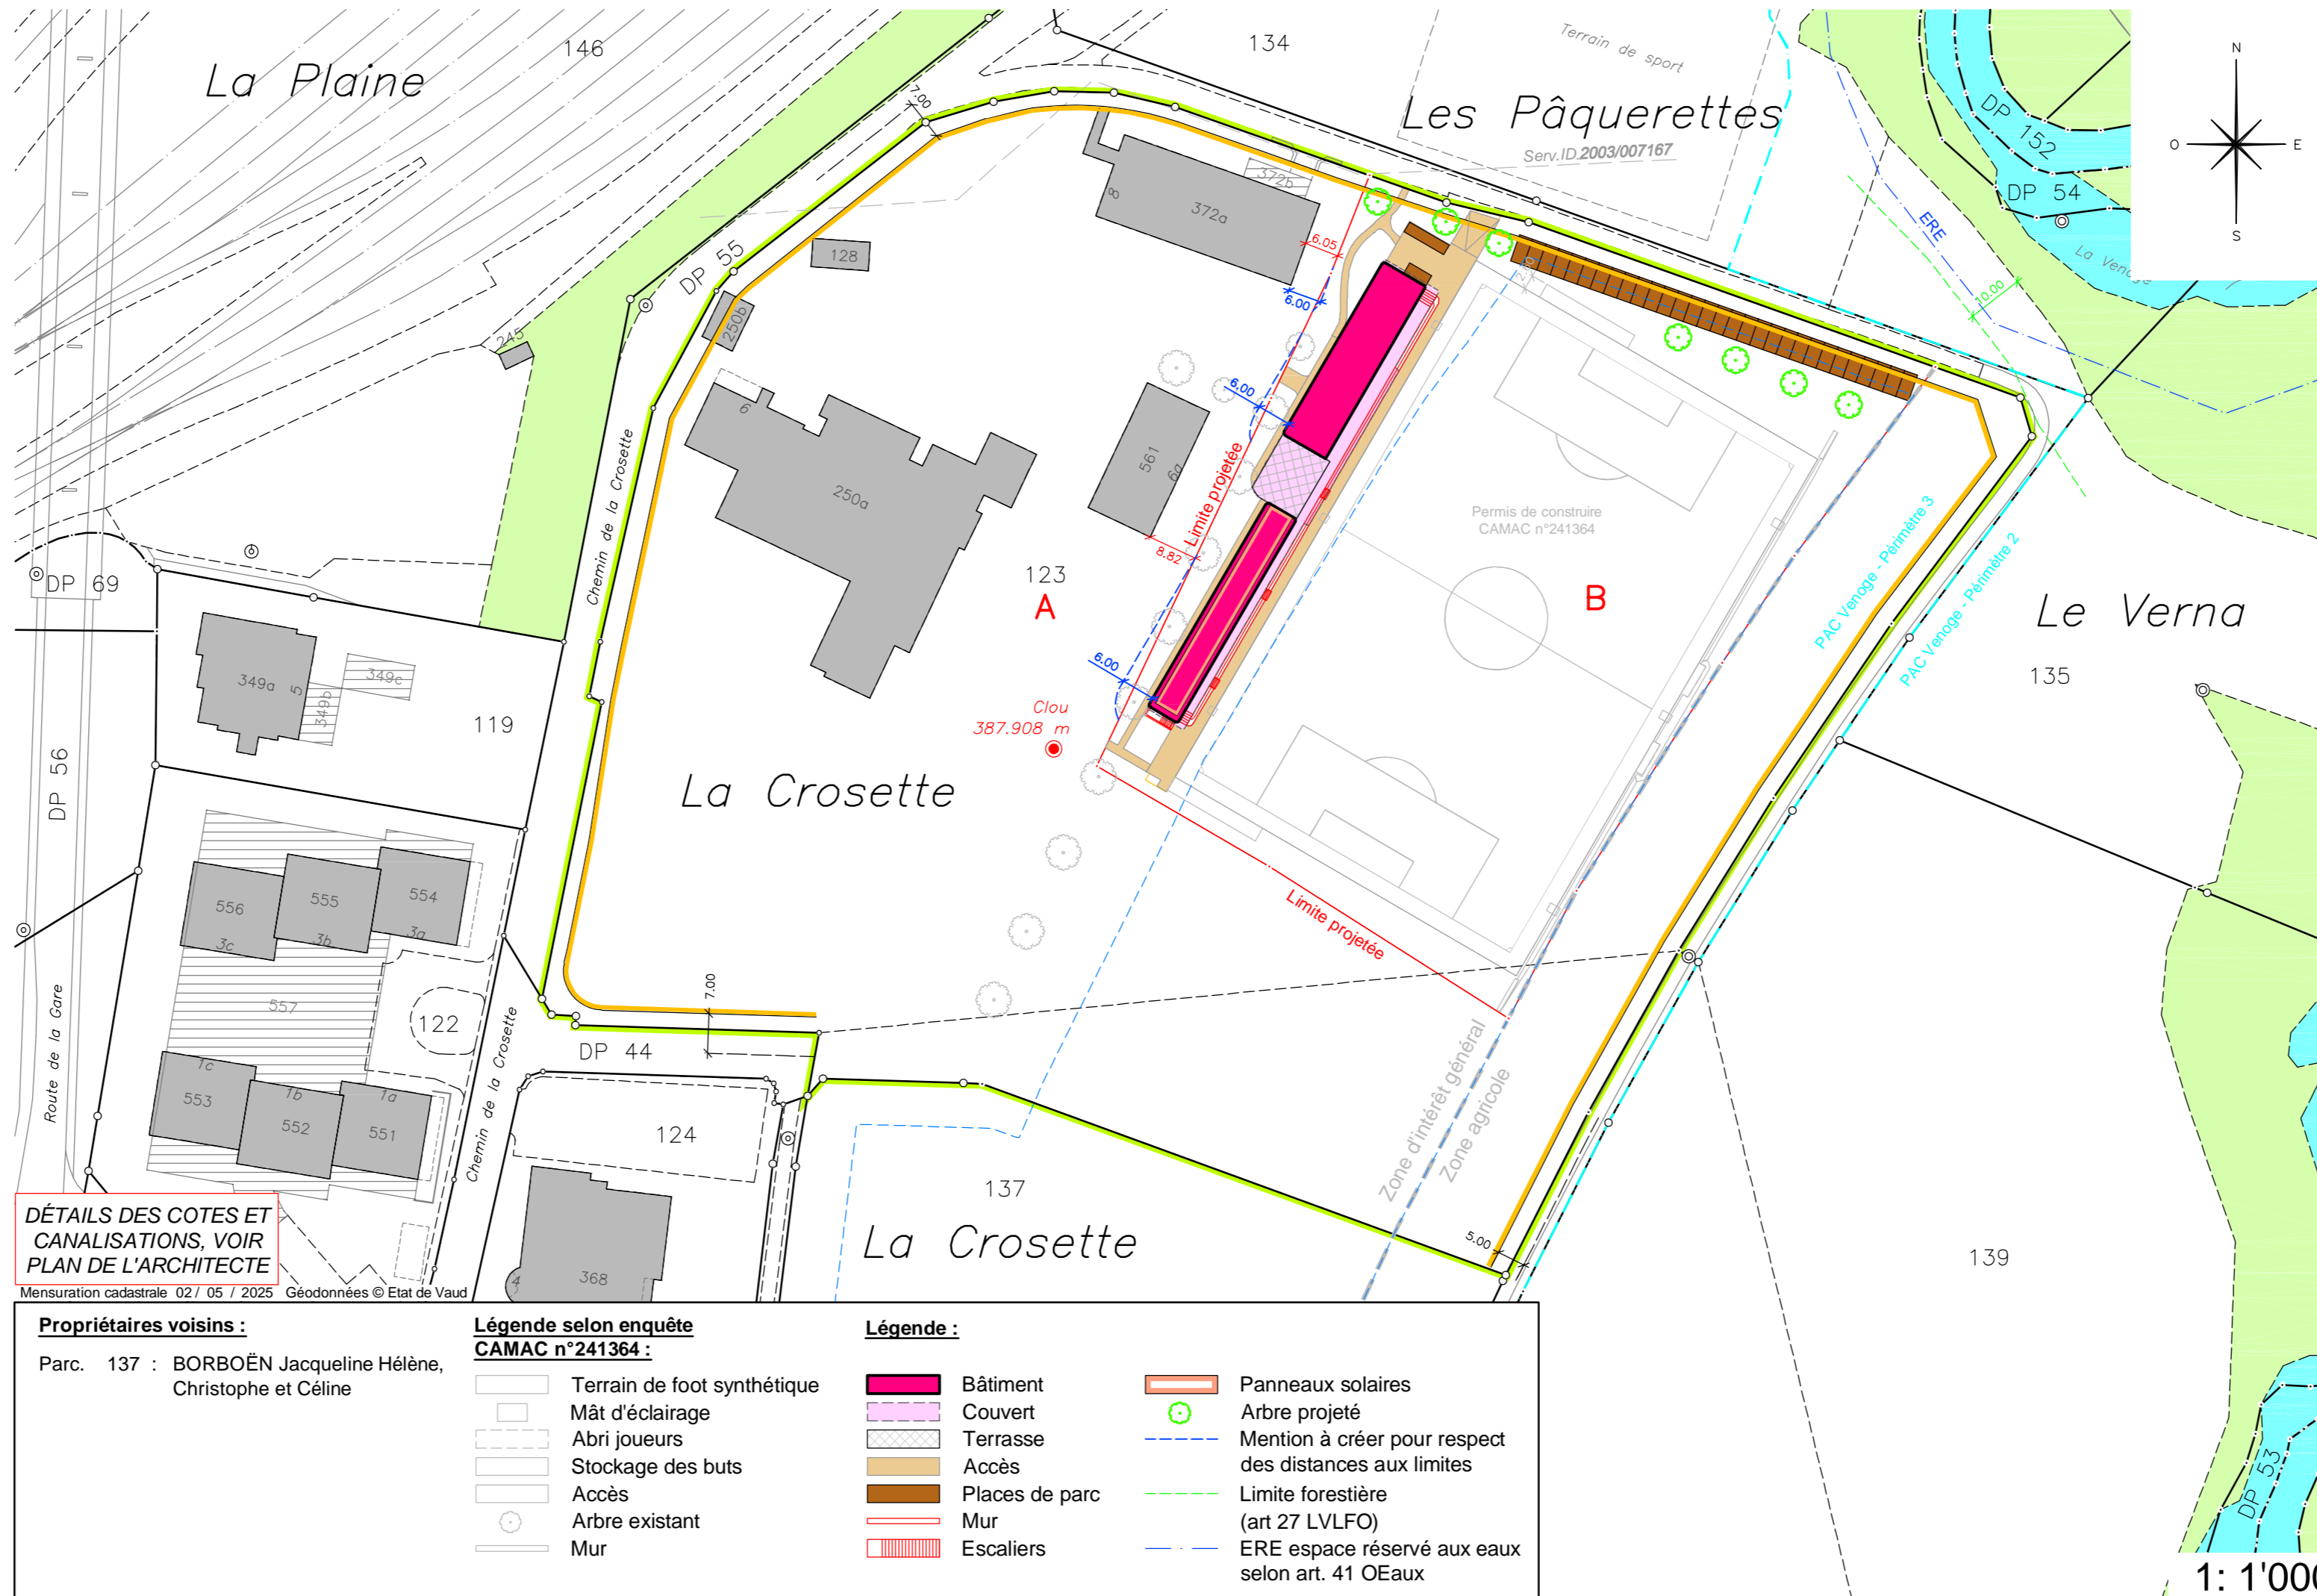 La Plaine
146
134
Terrain de sport
Les Pâquerettes
Serv.ID.2003/007167
DP 152
DP 54
La Venoge
ERE
10.00
N
O
E
S
7.00
DP 55
128
250b
245
372b
372a
8
6.05
6.00
6.00
2.00
6
250a
561
6a
Limite projetée
8.82
Chemin de la Crosette
123
A
Permis de construire
CAMAC n°241364
B
PAC Venoge - Périmètre 3
PAC Venoge - Périmètre 2
Le Verna
135
DP 69
349a
5
349b
349c
119
DP 56
6.00
Clou
387.908 m
La Crosette
Limite projetée
556
3c
555
3b
554
3a
557
122
Chemin de la Crosette
Route de la Gare
7.00
DP 44
1c
553
1b
552
1a
551
124
137
La Crosette
Zone d'intérêt général
Zone agricole
5.00
139
4
368
DP 53
DÉTAILS DES COTES ET
CANALISATIONS, VOIR
PLAN DE L'ARCHITECTE
Mensuration cadastrale 02 / 05 / 2025 Géodonnées © Etat de Vaud
Propriétaires voisins :
Parc. 137 : BORBOËN Jacqueline Hélène,
Christophe et Céline
Légende selon enquête
CAMAC n°241364 :
Terrain de foot synthétique
Mât d'éclairage
Abri joueurs
Stockage des buts
Accès
Arbre existant
Mur
Légende :
Bâtiment
Couvert
Terrasse
Accès
Places de parc
Mur
Escaliers
Panneaux solaires
Arbre projeté
Mention à créer pour respect
des distances aux limites
Limite forestière
(art 27 LVLFO)
ERE espace réservé aux eaux
selon art. 41 OEaux
1: 1'00